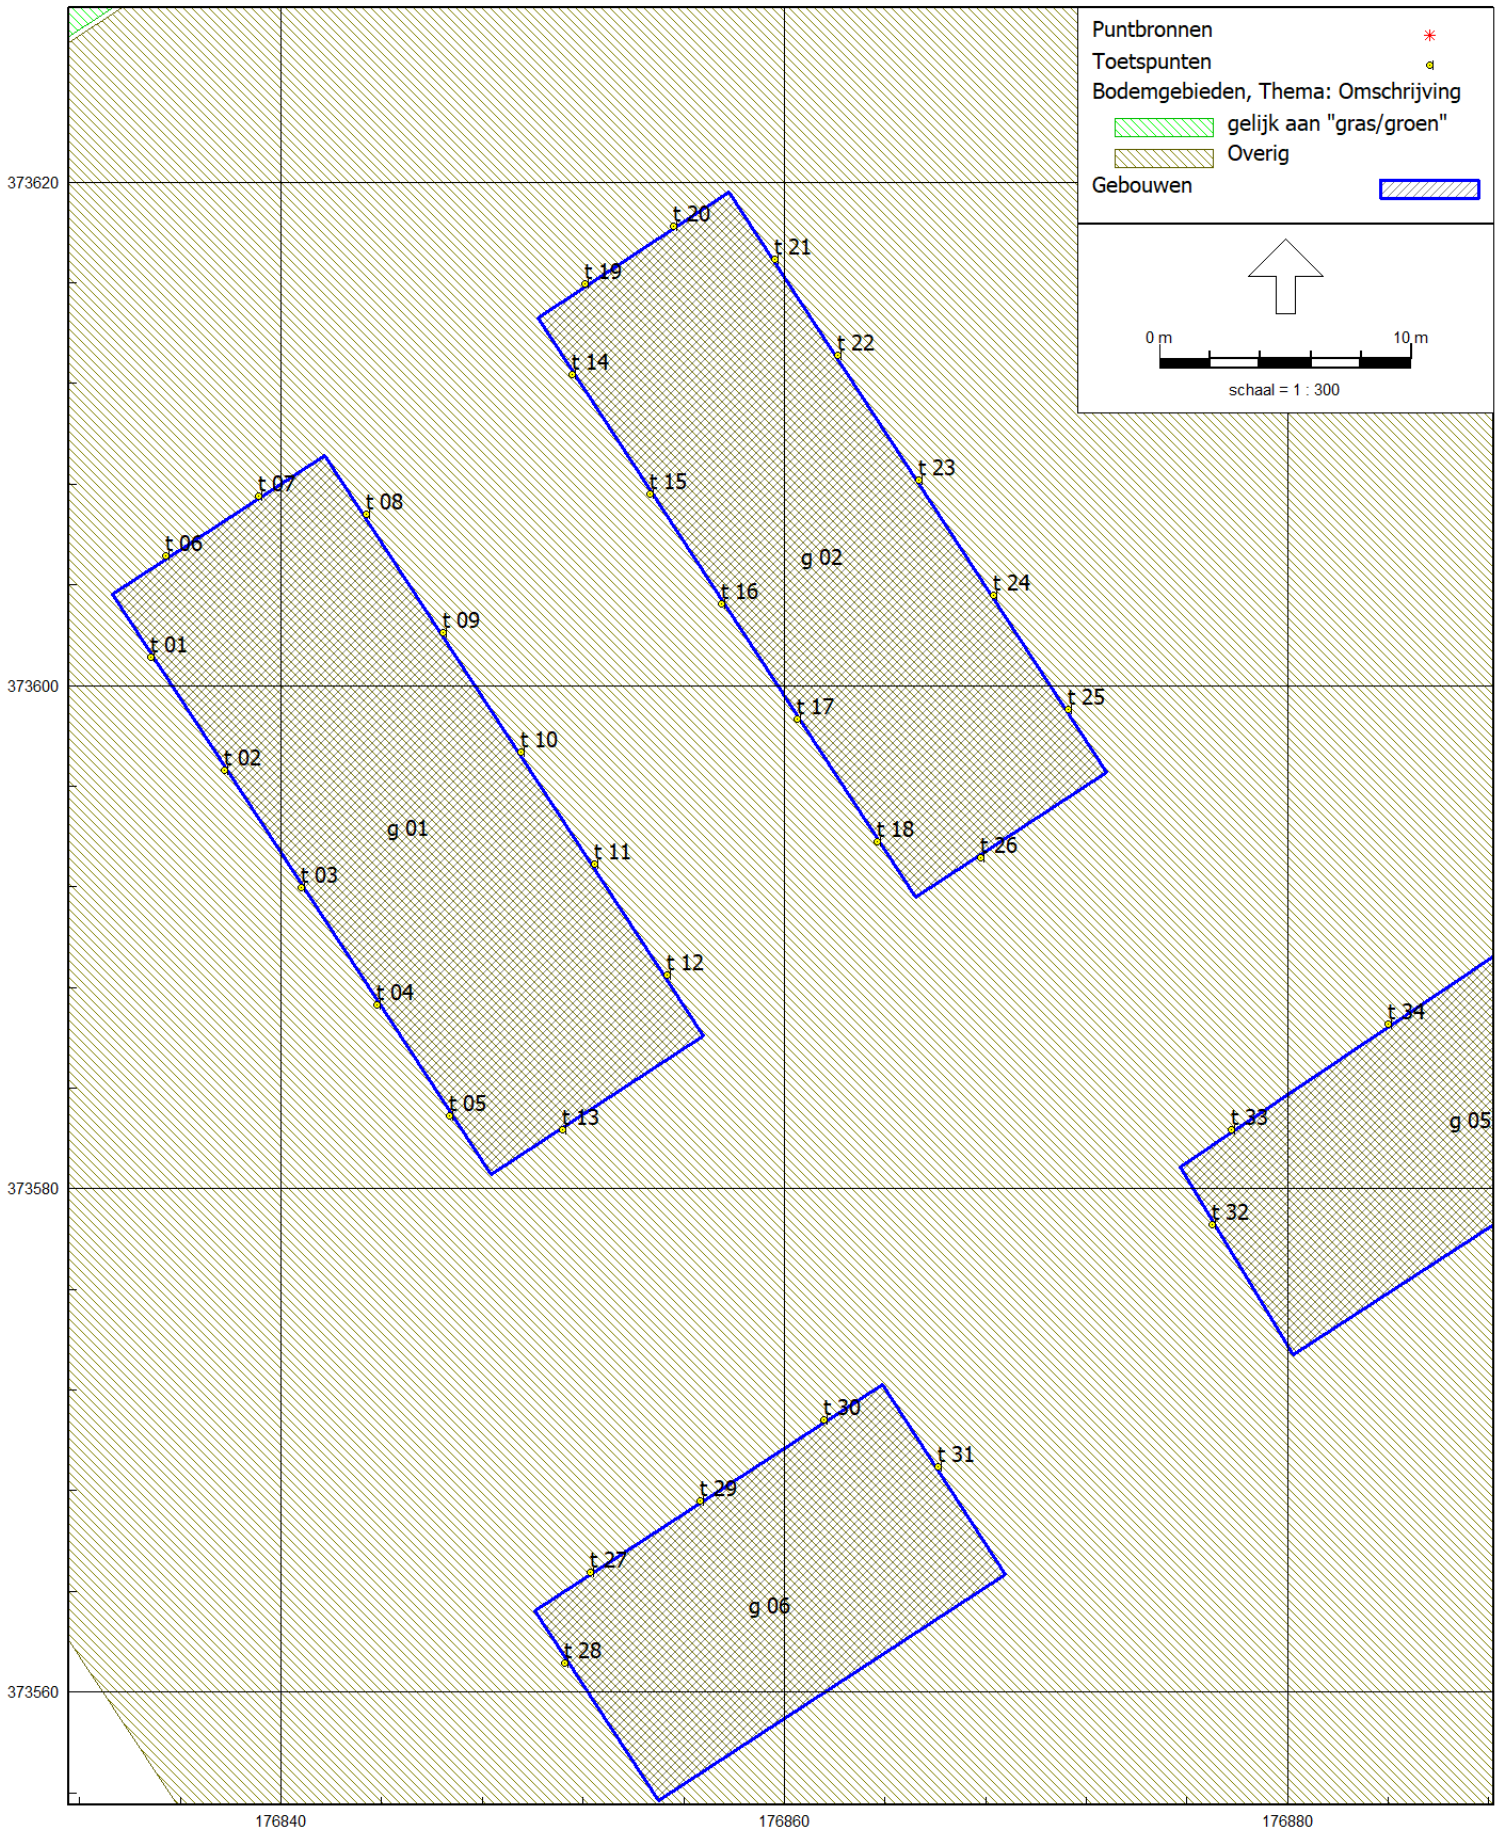 Puntbronnen
Toetspunten
Bodemgebieden, Thema: Omschrijving
gelijk aan "gras/groen"
Overig
Gebouwen
0 m 10 m
schaal = 1 : 300
373620
t 20
t 21
t 19
t 22
t 14
t 23
t 15
t 07
t 08
t 06
g 02
t 24
t 16
t 09
t 01
373600
t 25
t 17
t 10
t 02
g 01
t 18
t 26
t 11
t 03
t 12
t 04
t 34
t 05
t 13
t 33
g 05
373580
t 32
t 30
t 31
t 29
t 27
g 06
t 28
373560
176840 176860 176880